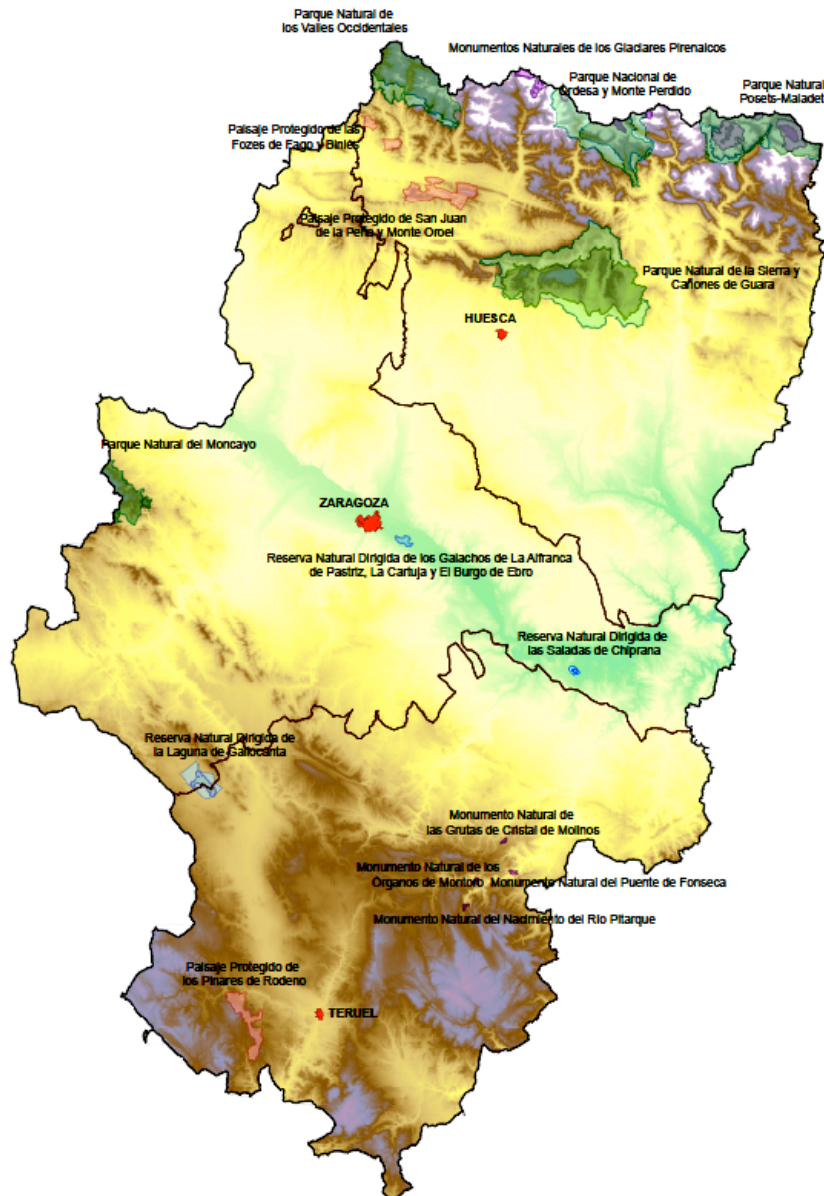 Parque Natural de
los Valles Occidentales
Monumentos Naturales de los Glaciares Pirenaicos
Parque Nacional de
Ordesa y Monte Perdido
Parque Natural
Posets-Maladet
Paisaje Protegido de las
Fozes de Fago y Biniés
Paisaje Protegido de San Juan
de la Peña y Monte Oroel
Parque Natural de la Sierra y
Cañones de Guara
HUESCA
Parque Natural del Moncayo
ZARAGOZA
Reserva Natural Dirigida de los Galachos de La Alfranca
de Pastriz, La Cartuja y El Burgo de Ebro
Reserva Natural Dirigida de
las Saladas de Chiprana
Reserva Natural Dirigida de
la Laguna de Gallocanta
Monumento Natural de
las Grutas de Cristal de Molinos
Monumento Natural de los
Órganos de Montoro
Monumento Natural del Puente de Fonseca
Monumento Natural del Nacimiento del Río Pitarque
Paisaje Protegido de
los Pinares de Rodeno
TERUEL